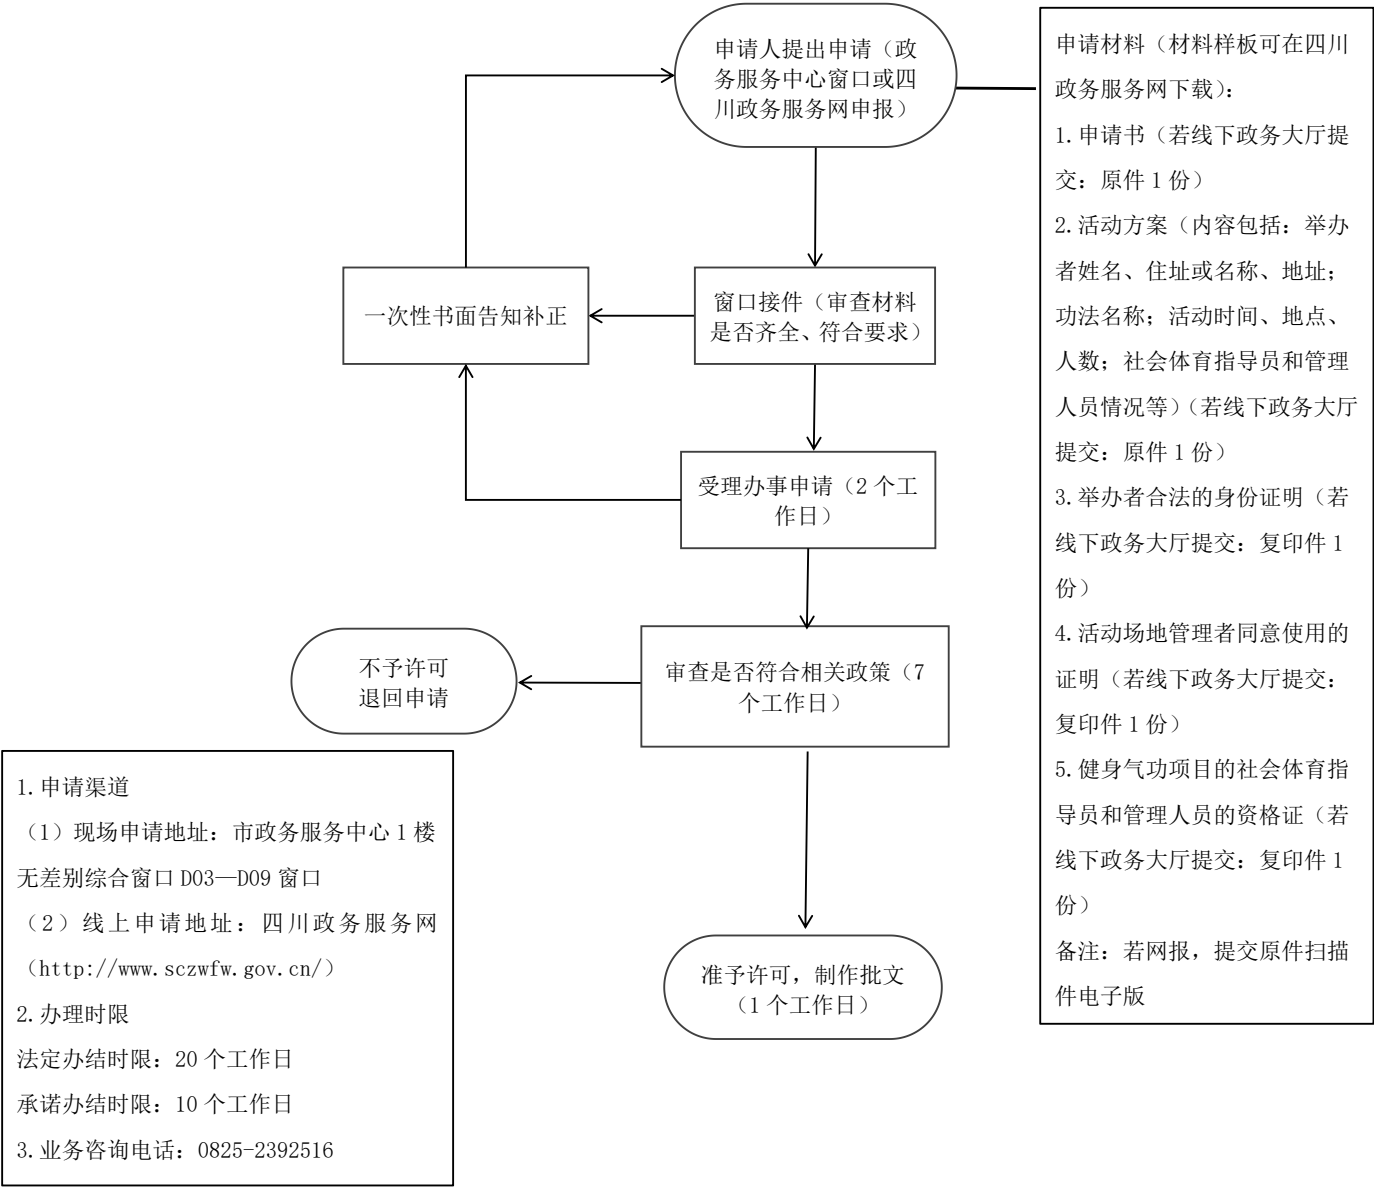 申请人提出申请（政
务服务中心窗口或四
川政务服务网申报）
申请材料（材料样板可在四川
政务服务网下载）：
1.申请书（若线下政务大厅提
交：原件 1 份）
2.活动方案（内容包括：举办
者姓名、住址或名称、地址；
功法名称；活动时间、地点、
人数；社会体育指导员和管理
人员情况等）（若线下政务大厅
提交：原件 1 份）
3.举办者合法的身份证明（若
线下政务大厅提交：复印件 1
份）
4.活动场地管理者同意使用的
证明（若线下政务大厅提交：
复印件 1 份）
5.健身气功项目的社会体育指
导员和管理人员的资格证（若
线下政务大厅提交：复印件 1
份）
备注：若网报，提交原件扫描
件电子版
一次性书面告知补正
窗口接件（审查材料
是否齐全、符合要求）
受理办事申请（2 个工
作日）
不予许可
退回申请
审查是否符合相关政策（7
个工作日）
准予许可，制作批文
（1 个工作日）
1.申请渠道
（1）现场申请地址：市政务服务中心 1 楼
无差别综合窗口 D03—D09 窗口
（2）线上申请地址：四川政务服务网
（http://www.sczwfw.gov.cn/）
2.办理时限
法定办结时限：20 个工作日
承诺办结时限：10 个工作日
3.业务咨询电话：0825-2392516